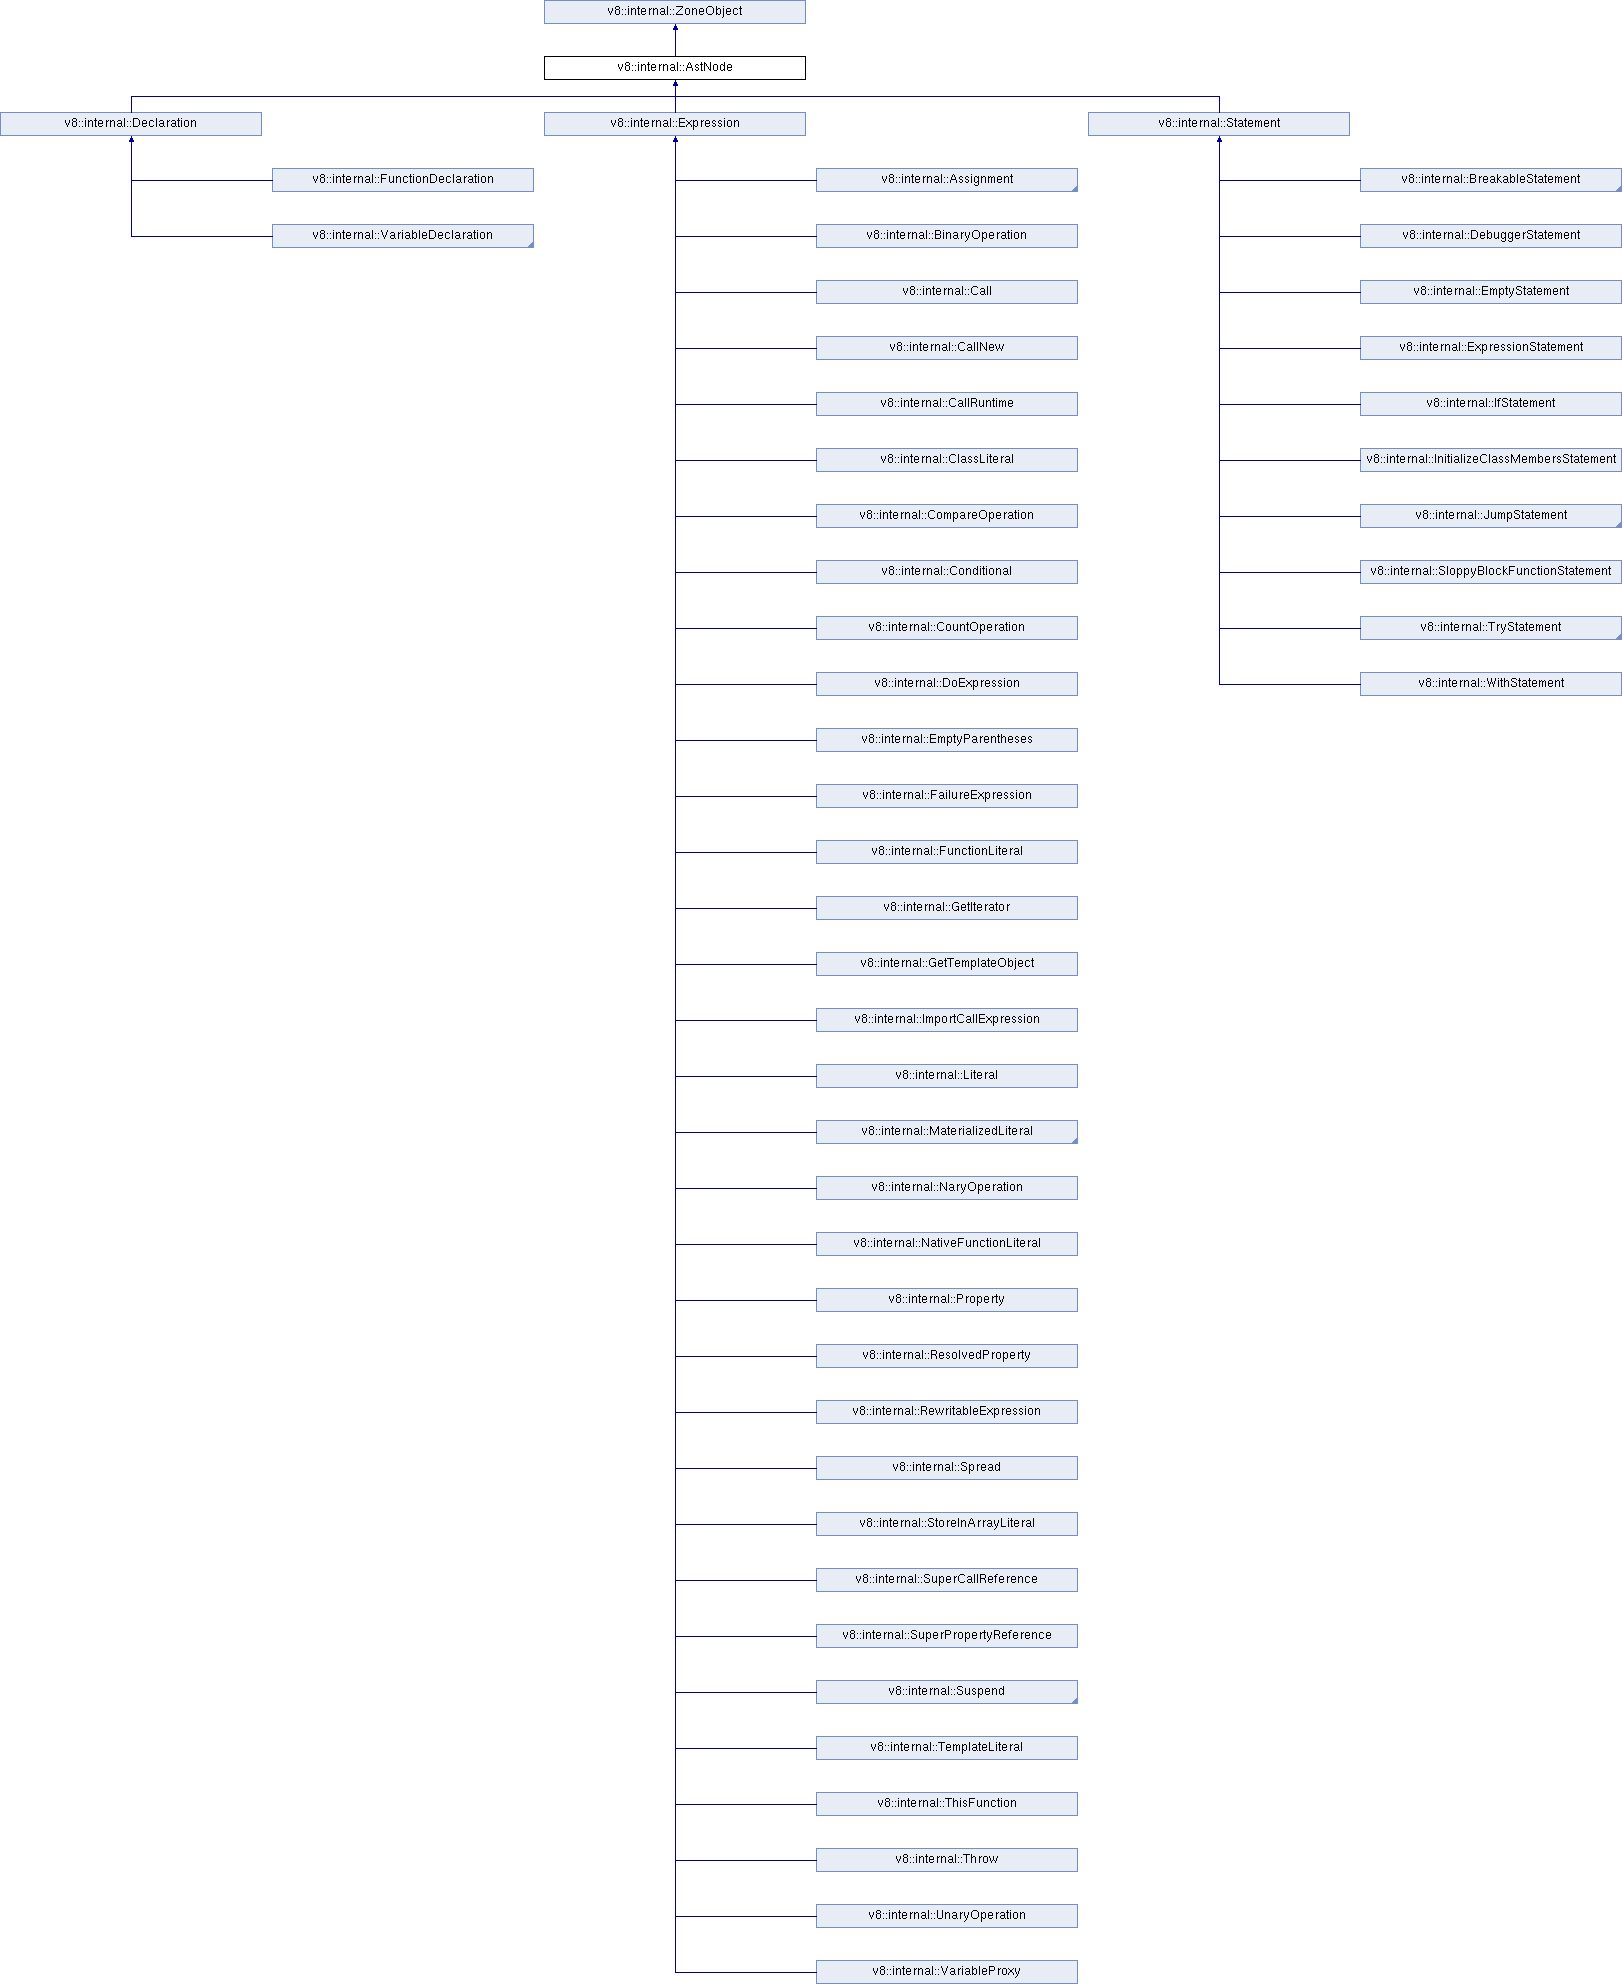 v8::internal::ZoneObject
v8::internal::AstNode
v8::internal::Declaration
v8::internal::Expression
v8::internal::Statement
v8::internal::FunctionDeclaration
v8::internal::Assignment
v8::internal::BreakableStatement
v8::internal::VariableDeclaration
v8::internal::BinaryOperation
v8::internal::DebuggerStatement
v8::internal::Call
v8::internal::EmptyStatement
v8::internal::CallNew
v8::internal::ExpressionStatement
v8::internal::CallRuntime
v8::internal::IfStatement
v8::internal::ClassLiteral
v8::internal::InitializeClassMembersStatement
v8::internal::CompareOperation
v8::internal::JumpStatement
v8::internal::Conditional
v8::internal::SloppyBlockFunctionStatement
v8::internal::CountOperation
v8::internal::TryStatement
v8::internal::DoExpression
v8::internal::WithStatement
v8::internal::EmptyParentheses
v8::internal::FailureExpression
v8::internal::FunctionLiteral
v8::internal::GetIterator
v8::internal::GetTemplateObject
v8::internal::ImportCallExpression
v8::internal::Literal
v8::internal::MaterializedLiteral
v8::internal::NaryOperation
v8::internal::NativeFunctionLiteral
v8::internal::Property
v8::internal::ResolvedProperty
v8::internal::RewritableExpression
v8::internal::Spread
v8::internal::StoreInArrayLiteral
v8::internal::SuperCallReference
v8::internal::SuperPropertyReference
v8::internal::Suspend
v8::internal::TemplateLiteral
v8::internal::ThisFunction
v8::internal::Throw
v8::internal::UnaryOperation
v8::internal::VariableProxy